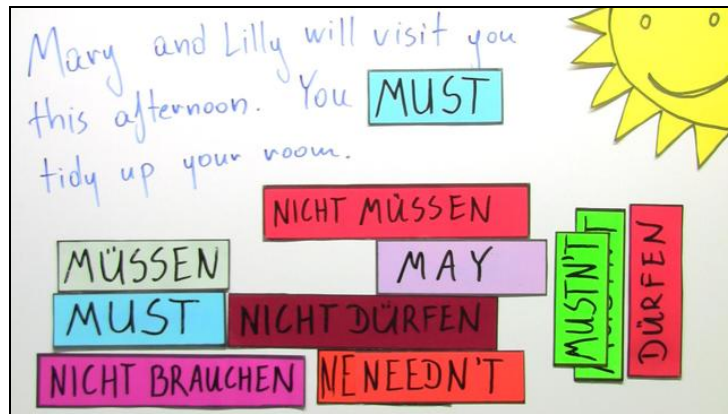 Mary and Lilly will visit you
this afternoon. You MUST
tidy up your room.
NICHT MÜSSEN
MÜSSEN
MAY
MUST
NICHT DÜRFEN
NICHT BRAUCHEN
NENEEDN'T
MUSTN'T
DÜRFEN